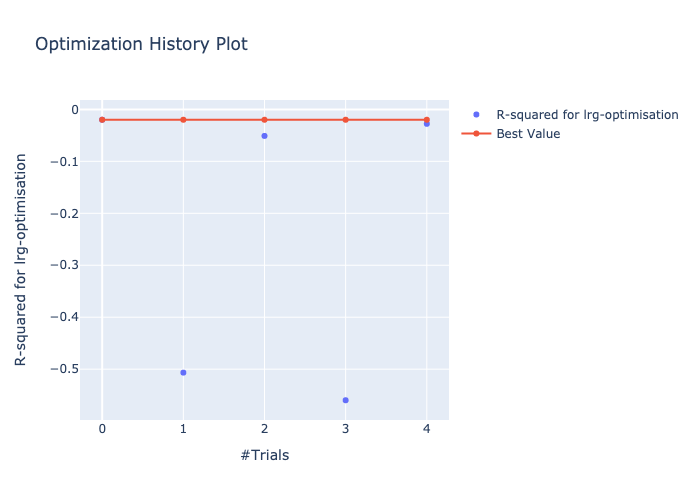 Optimization History Plot
R-squared for lrg-optimisation
Best Value
R-squared for lrg-optimisation
0
−0.1
−0.2
−0.3
−0.4
−0.5
0 1 2 3 4
#Trials